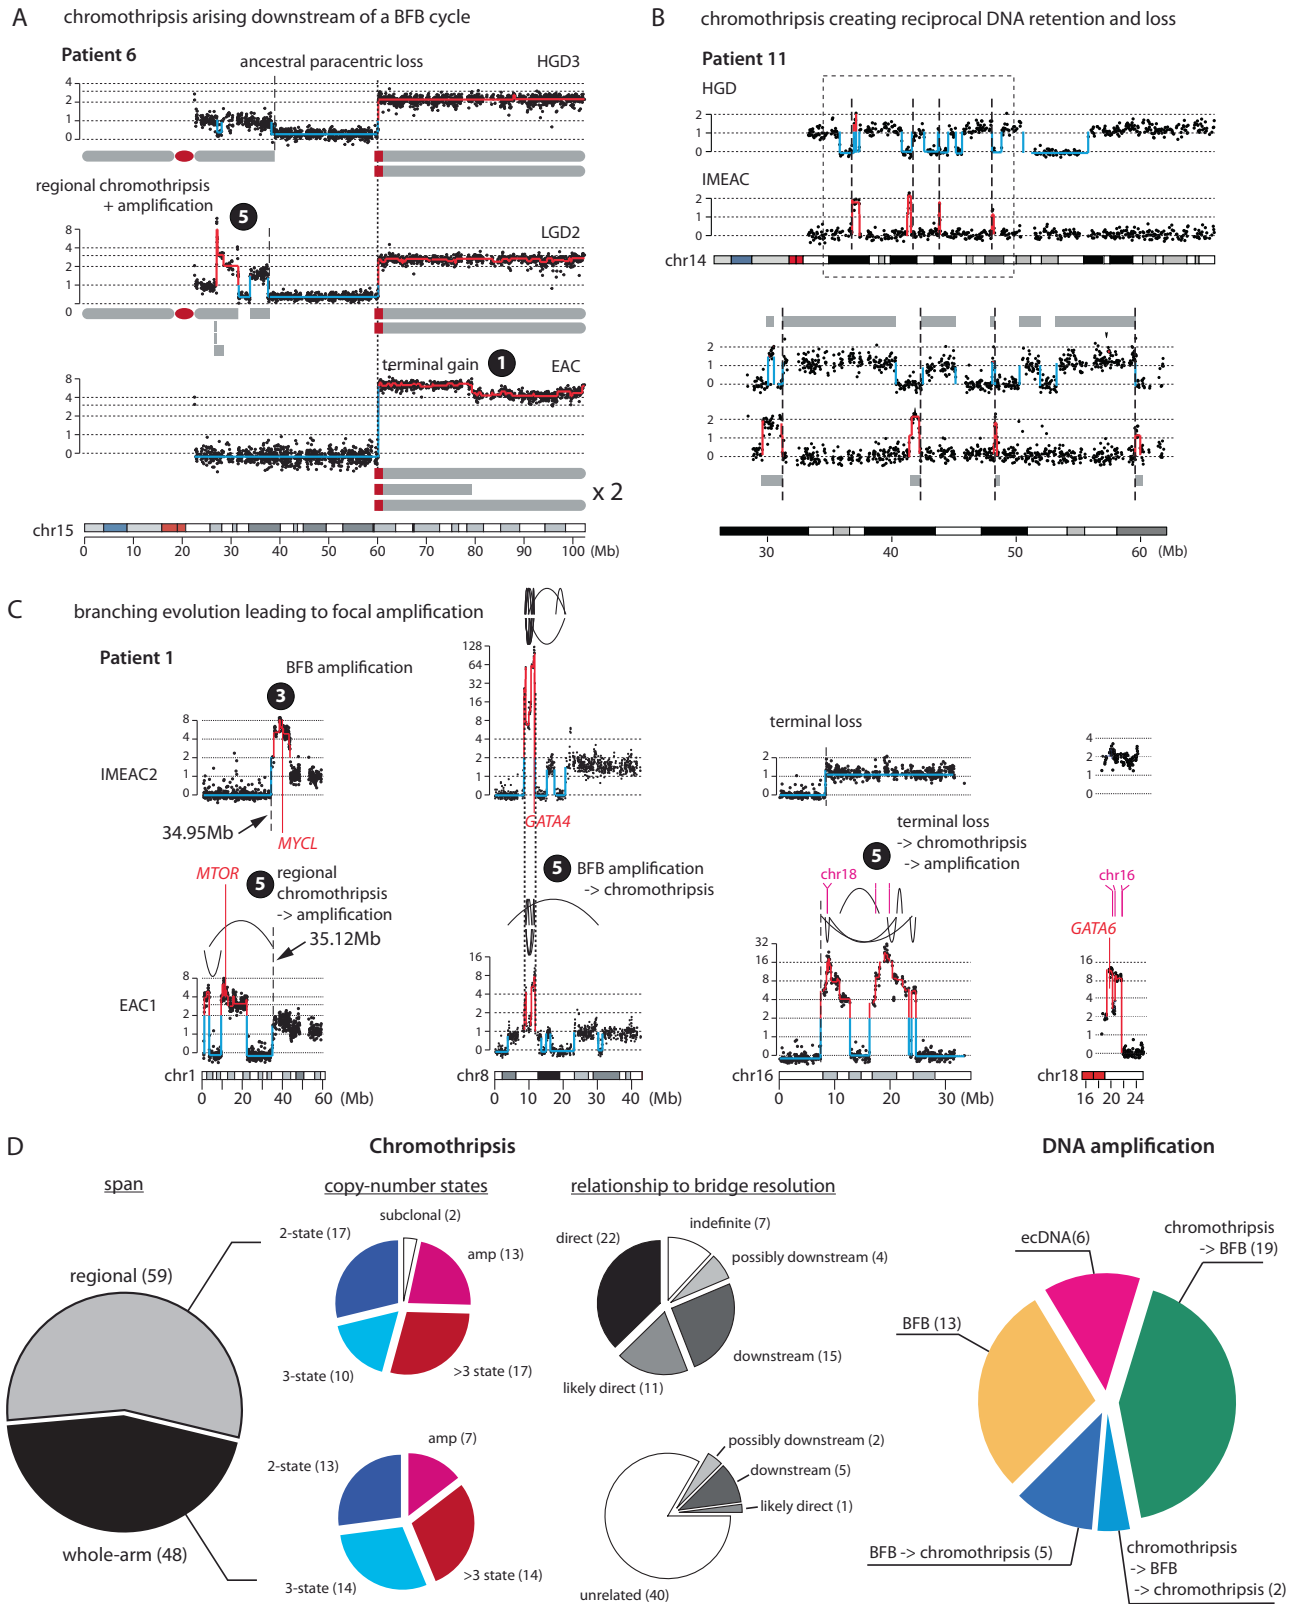 A chromothripsis arising downstream of a BFB cycle
Patient 6
ancestral paracentric loss
HGD3
4
2
1
0
regional chromothripsis
+ amplification
5
LGD2
8
4
2
1
0
terminal gain
1
EAC
8
4
2
1
0
x 2
chr15
0 10 20 30 40 50 60 70 80 90 100 (Mb)
B chromothripsis creating reciprocal DNA retention and loss
Patient 11
HGD
2
1
0
IMEAC
2
1
0
chr14
2
1
0
2
1
0
30 40 50 60 (Mb)
C branching evolution leading to focal amplification
Patient 1
BFB amplification
3
8
4
2
1
0
IMEAC2
34.95Mb
MYCL
128
64
32
16
4
2
1
0
GATA4
terminal loss
2
1
0
4
3
2
1
0
MTOR
5
regional
chromothripsis
-> amplification
35.12Mb
EAC1
8
4
2
1
0
chr1
0 20 40 60 (Mb)
5
BFB amplification
-> chromothripsis
16
4
2
1
0
chr8
0 10 20 30 40 (Mb)
5
terminal loss
-> chromothripsis
-> amplification
chr18
32
16
8
4
2
1
0
chr16
0 10 20 30 (Mb)
chr16
GATA6
16
8
4
2
1
0
chr18
16 20 24 (Mb)
D
Chromothripsis
DNA amplification
span
copy-number states
relationship to bridge resolution
regional (59)
whole-arm (48)
subclonal (2)
2-state (17)
amp (13)
3-state (10)
>3 state (17)
amp (7)
2-state (13)
3-state (14)
>3 state (14)
indefinite (7)
direct (22)
possibly downstream (4)
downstream (15)
likely direct (11)
possibly downstream (2)
downstream (5)
likely direct (1)
unrelated (40)
ecDNA(6)
chromothripsis
-> BFB (19)
BFB (13)
BFB -> chromothripsis (5)
chromothripsis
-> BFB
-> chromothripsis (2)